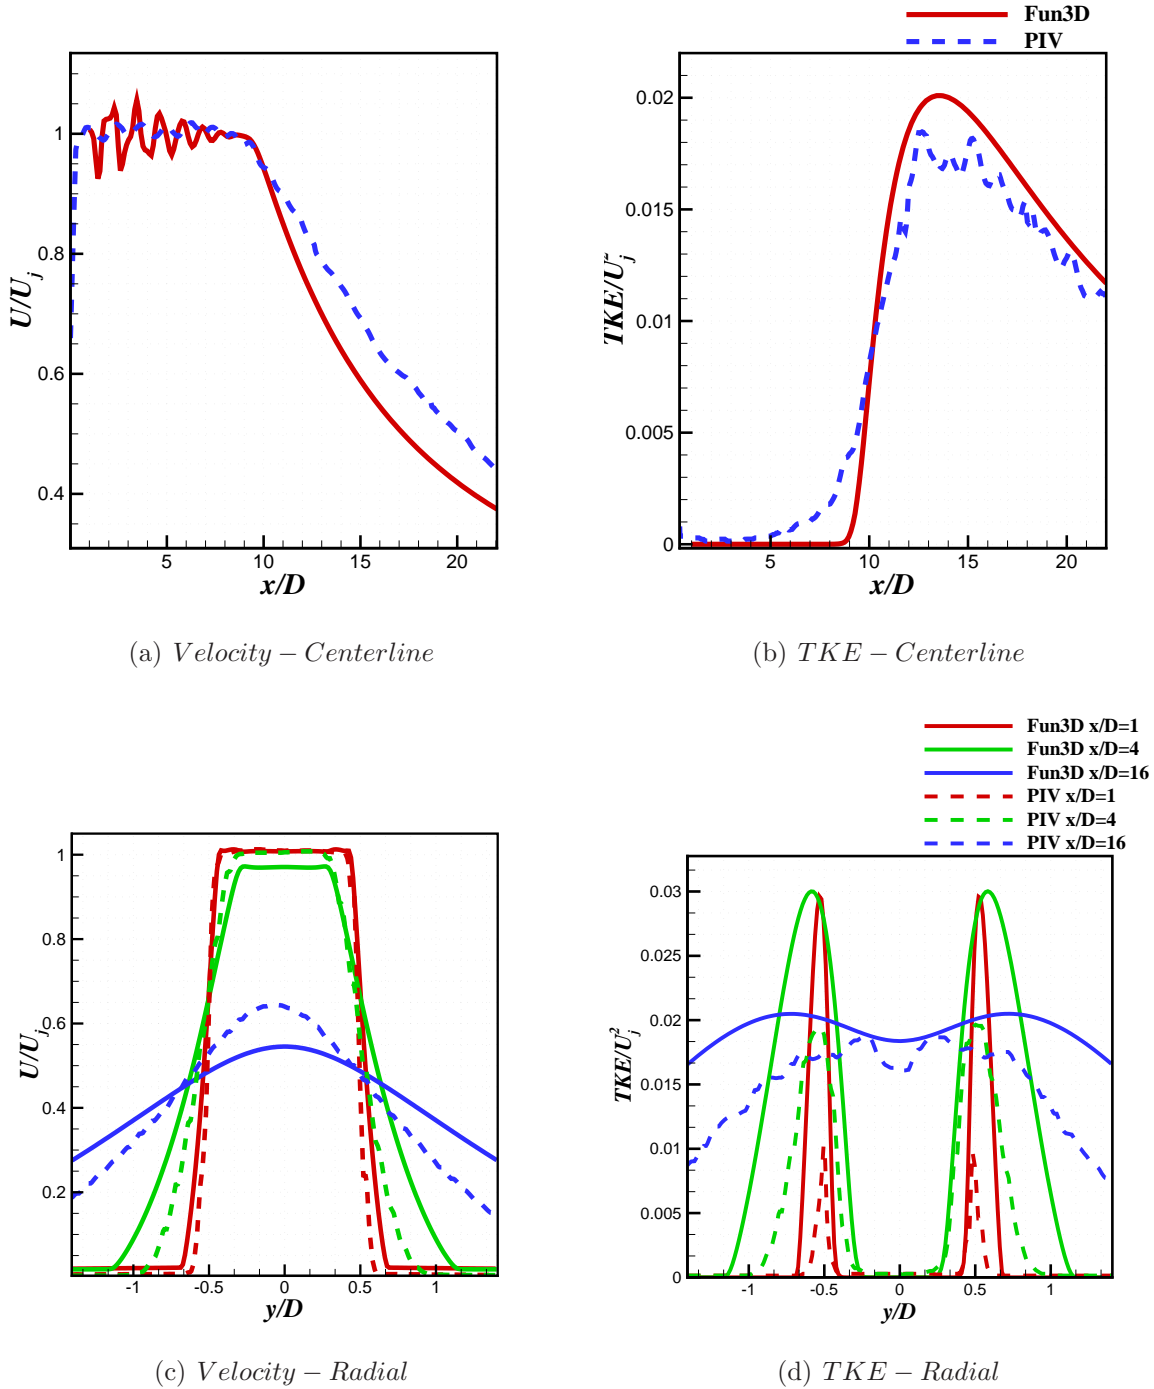 Fun3D
PIV
1
0.8
0.6
0.4
U/U_j
5
10
15
20
x/D
0.02
0.015
0.01
0.005
0
TKE/U_j^2
5
10
15
20
x/D
(a) Velocity − Centerline
(b) TKE − Centerline
Fun3D x/D=1
Fun3D x/D=4
Fun3D x/D=16
PIV x/D=1
PIV x/D=4
PIV x/D=16
1
0.8
0.6
0.4
0.2
U/U_j
-1
-0.5
0
0.5
1
y/D
0.03
0.025
0.02
0.015
0.01
0.005
0
TKE/U_j^2
-1
-0.5
0
0.5
1
y/D
(c) Velocity − Radial
(d) TKE − Radial